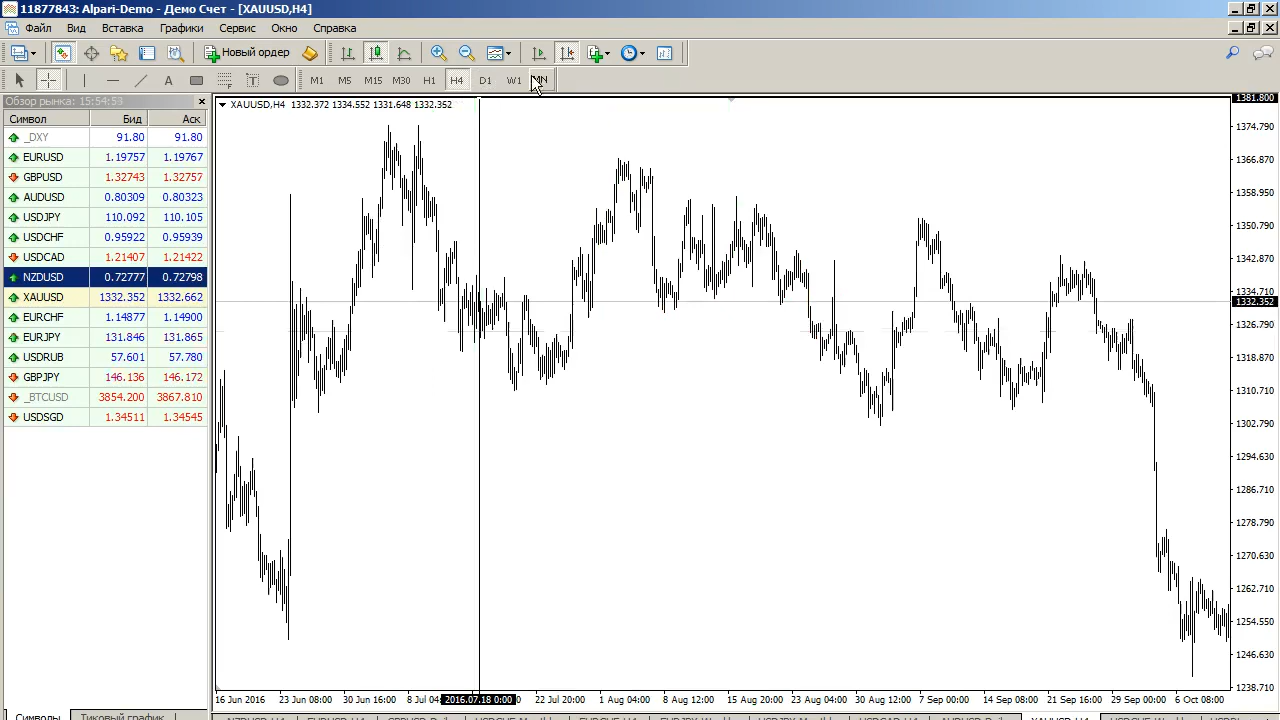 11877843: Alpari-Demo - Демо Счет - [XAUUSD,H4]
Файл Вид Вставка Графики Сервис Окно Справка
Новый ордер
A T M1 M5 M15 M30 H1 H4 D1 W1 MN
Обзор рынка: 15:54:53
Символ Бид Аск
_DXY 91.80 91.80
EURUSD 1.19757 1.19767
GBPUSD 1.32743 1.32757
AUDUSD 0.80309 0.80323
USDJPY 110.092 110.105
USDCHF 0.95922 0.95939
USDCAD 1.21407 1.21422
NZDUSD 0.72777 0.72798
XAUUSD 1332.352 1332.662
EURCHF 1.14877 1.14900
EURJPY 131.846 131.865
USDRUB 57.601 57.780
GBPJPY 146.136 146.172
_BTCUSD 3854.200 3867.810
USDSGD 1.34511 1.34545
Символы Тиковый график
XAUUSD,H4 1332.372 1334.552 1331.648 1332.352
1381.800
1374.790
1366.870
1358.950
1350.790
1342.870
1334.710
1332.352
1326.790
1318.870
1310.710
1302.790
1294.630
1286.710
1278.790
1270.630
1262.710
1254.550
1246.630
1238.710
16 Jun 2016 23 Jun 08:00 30 Jun 16:00 8 Jul 2016.07.18 0:00 22 Jul 20:00 1 Aug 04:00 8 Aug 12:00 15 Aug 20:00 23 Aug 04:00 30 Aug 12:00 7 Sep 00:00 14 Sep 08:00 21 Sep 16:00 29 Sep 00:00 6 Oct 08:00